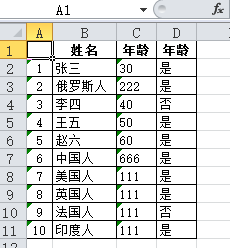 A1 fx
A B C D
1 姓名 年龄 年龄
2 1 张三 30 是
3 2 俄罗斯人 222 是
4 3 李四 40 否
5 4 王五 50 是
6 5 赵六 60 是
7 6 中国人 666 是
8 7 美国人 111 是
9 8 英国人 111 是
10 9 法国人 111 否
11 10 印度人 111 是